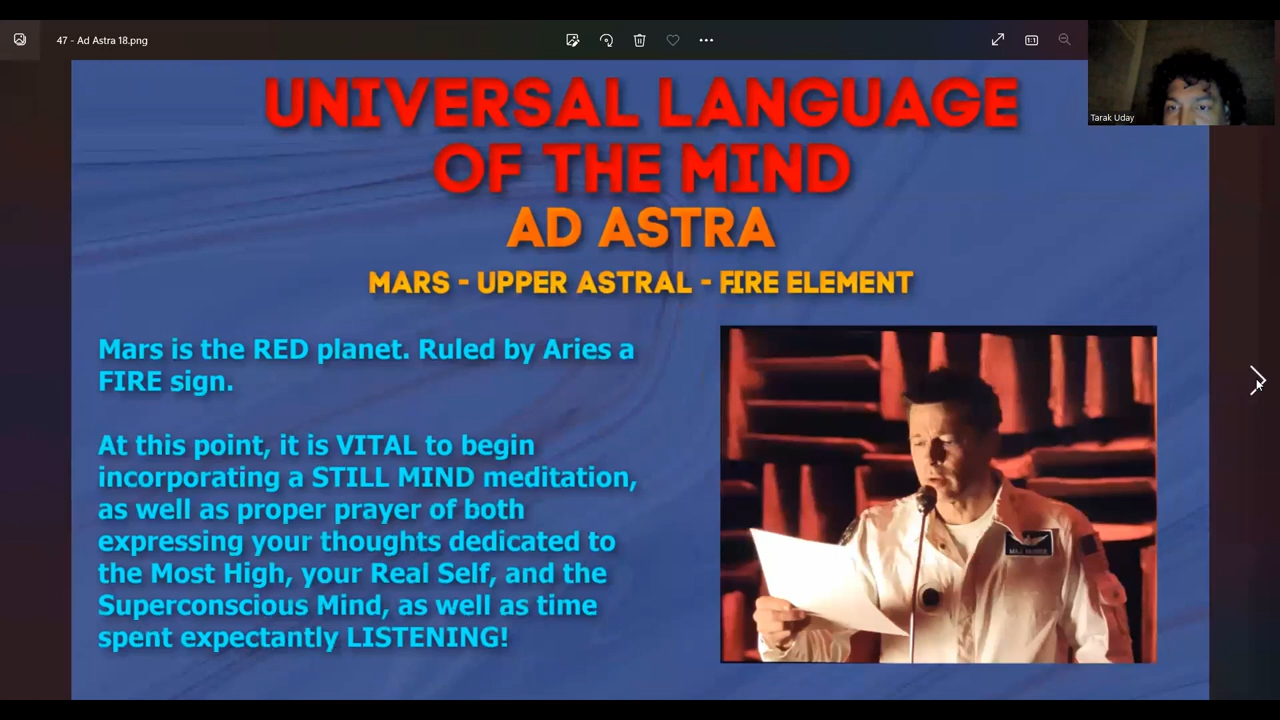 47 - Ad Astra 18.png
UNIVERSAL LANGUAGE
OF THE MIND
AD ASTRA
MARS - UPPER ASTRAL - FIRE ELEMENT
Mars is the RED planet. Ruled by Aries a
FIRE sign.
At this point, it is VITAL to begin
incorporating a STILL MIND meditation,
as well as proper prayer of both
expressing your thoughts dedicated to
the Most High, your Real Self, and the
Superconscious Mind, as well as time
spent expectantly LISTENING!
Tarak Uday
1:1